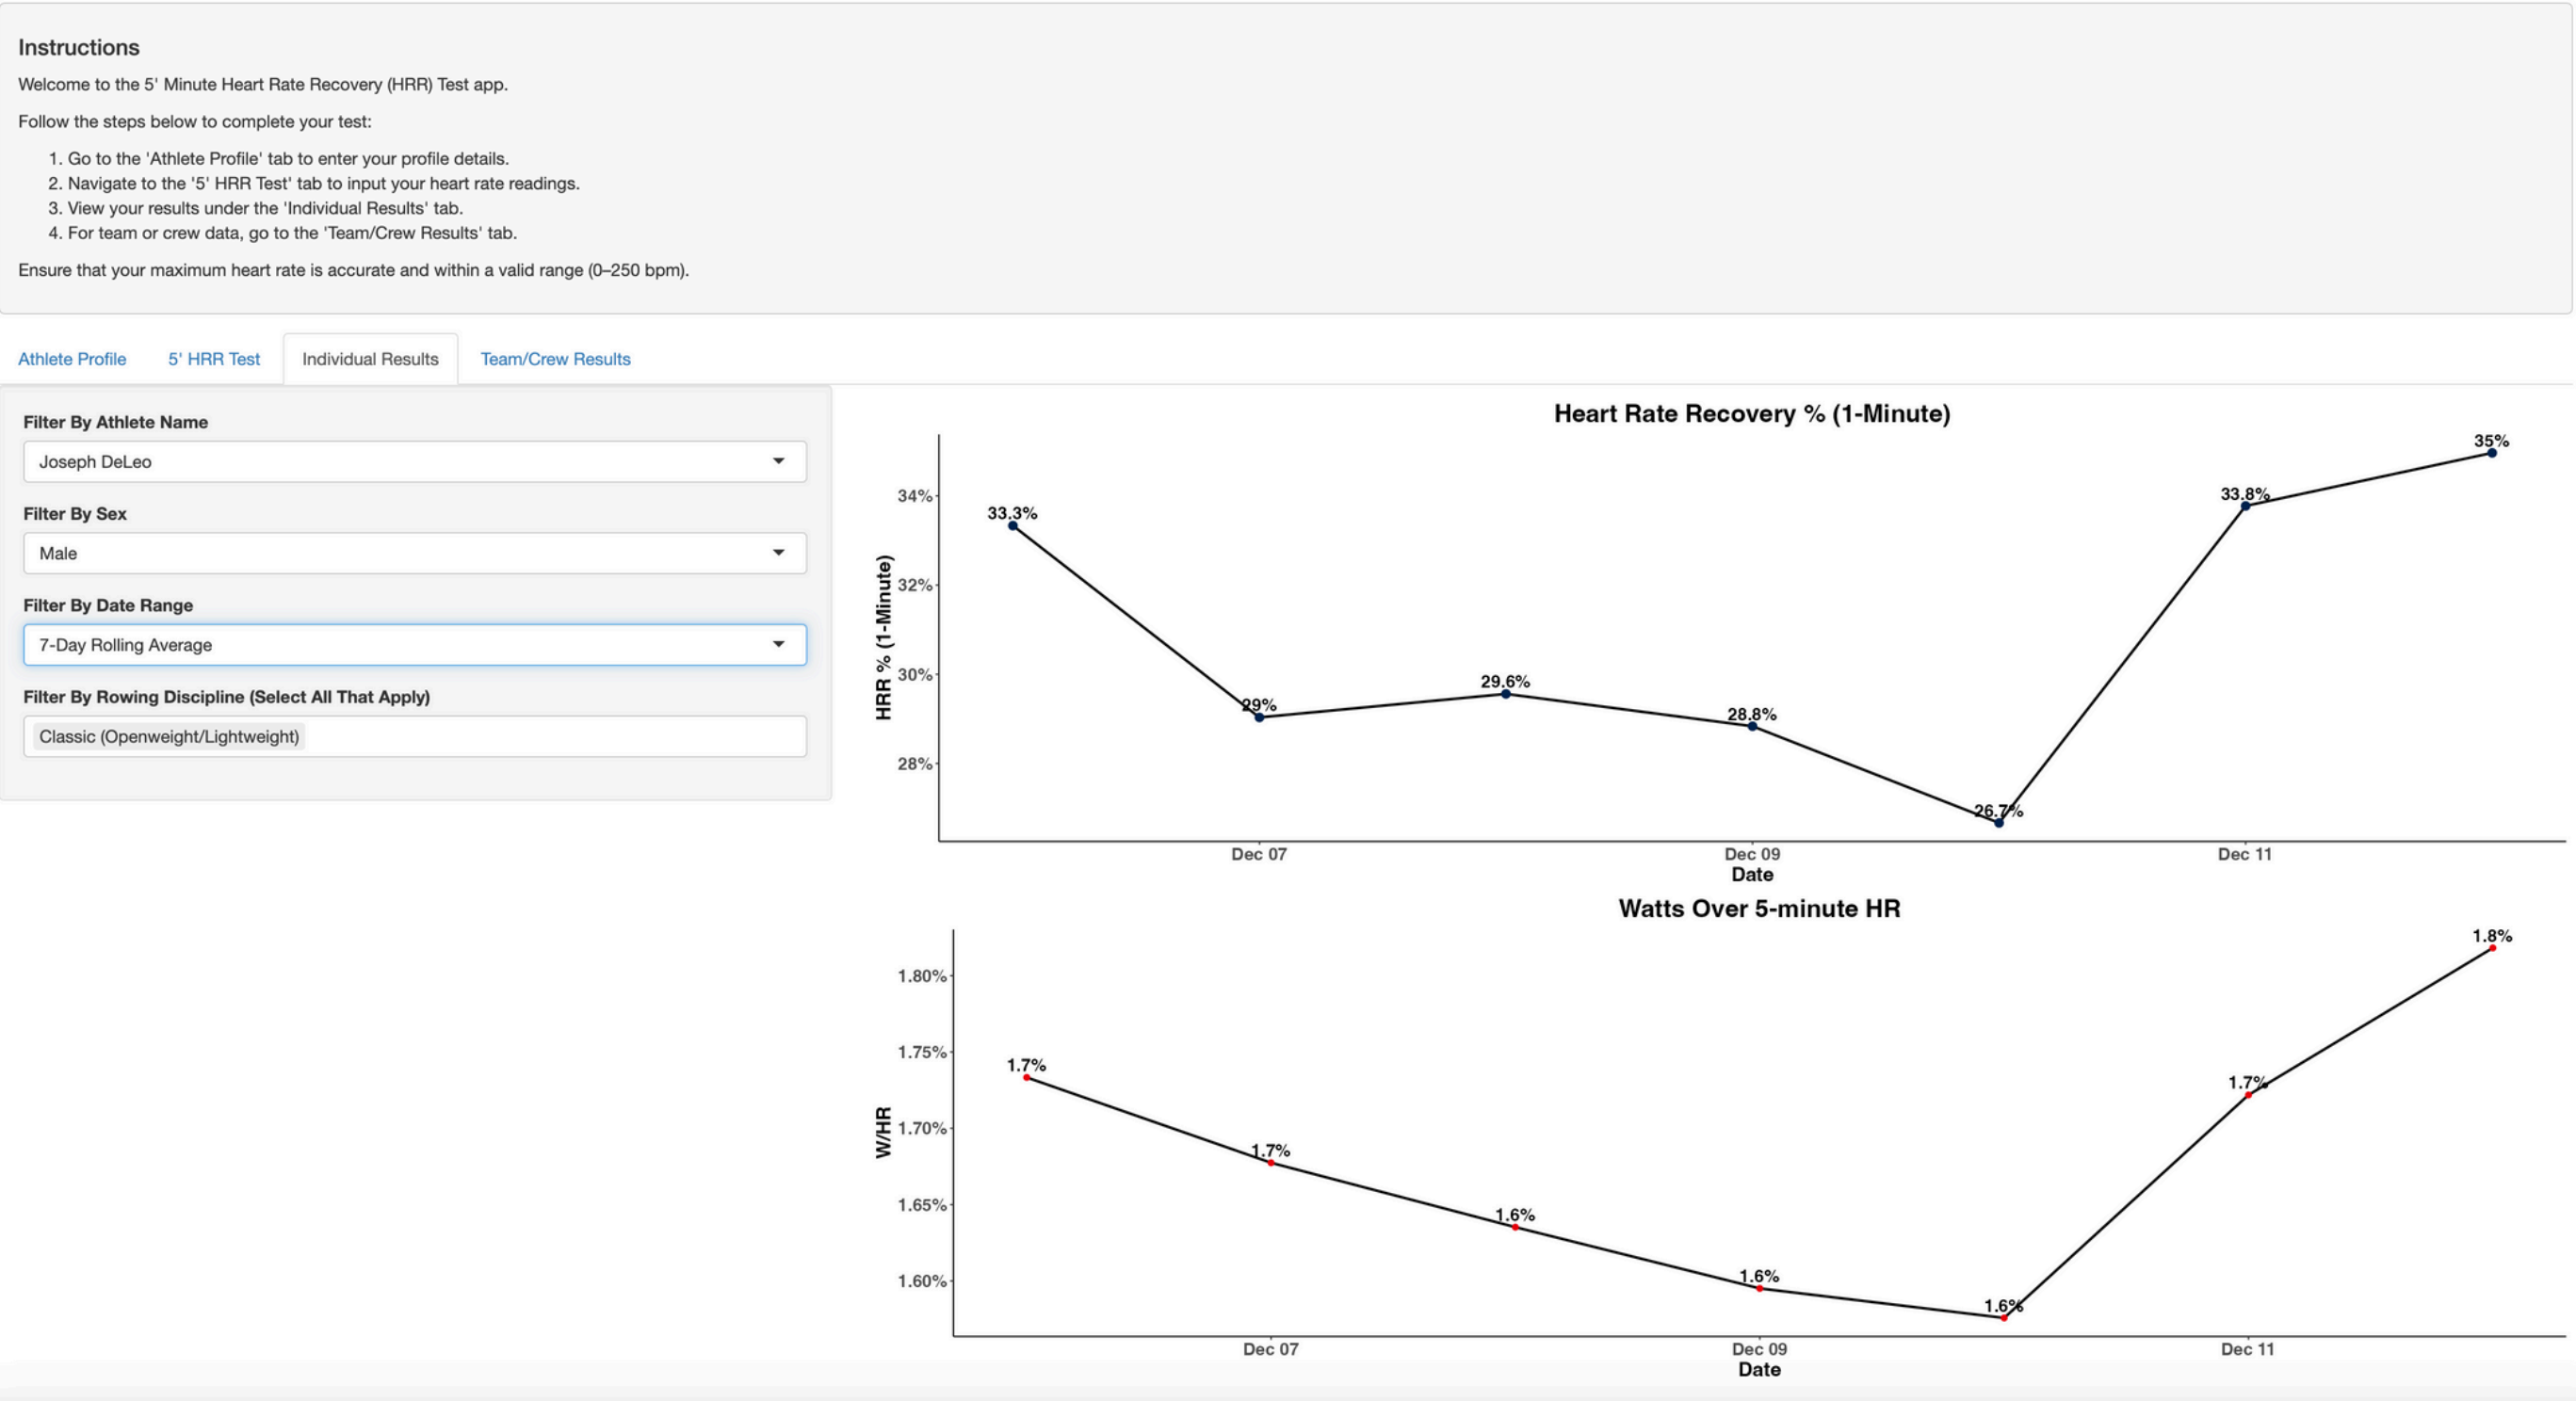 Instructions
Welcome to the 5' Minute Heart Rate Recovery (HRR) Test app.
Follow the steps below to complete your test:
1. Go to the 'Athlete Profile' tab to enter your profile details.
2. Navigate to the '5' HRR Test' tab to input your heart rate readings.
3. View your results under the 'Individual Results' tab.
4. For team or crew data, go to the 'Team/Crew Results' tab.
Ensure that your maximum heart rate is accurate and within a valid range (0–250 bpm).
Athlete Profile
5' HRR Test
Individual Results
Team/Crew Results
Filter By Athlete Name
Joseph DeLeo
Filter By Sex
Male
Filter By Date Range
7-Day Rolling Average
Filter By Rowing Discipline (Select All That Apply)
Classic (Openweight/Lightweight)
Heart Rate Recovery % (1-Minute)
HRR % (1-Minute)
34%
32%
30%
28%
33.3%
29%
29.6%
28.8%
26.7%
33.8%
35%
Dec 07
Dec 09
Dec 11
Date
Watts Over 5-minute HR
W/HR
1.80%
1.75%
1.70%
1.65%
1.60%
1.7%
1.7%
1.6%
1.6%
1.6%
1.7%
1.8%
Dec 07
Dec 09
Dec 11
Date